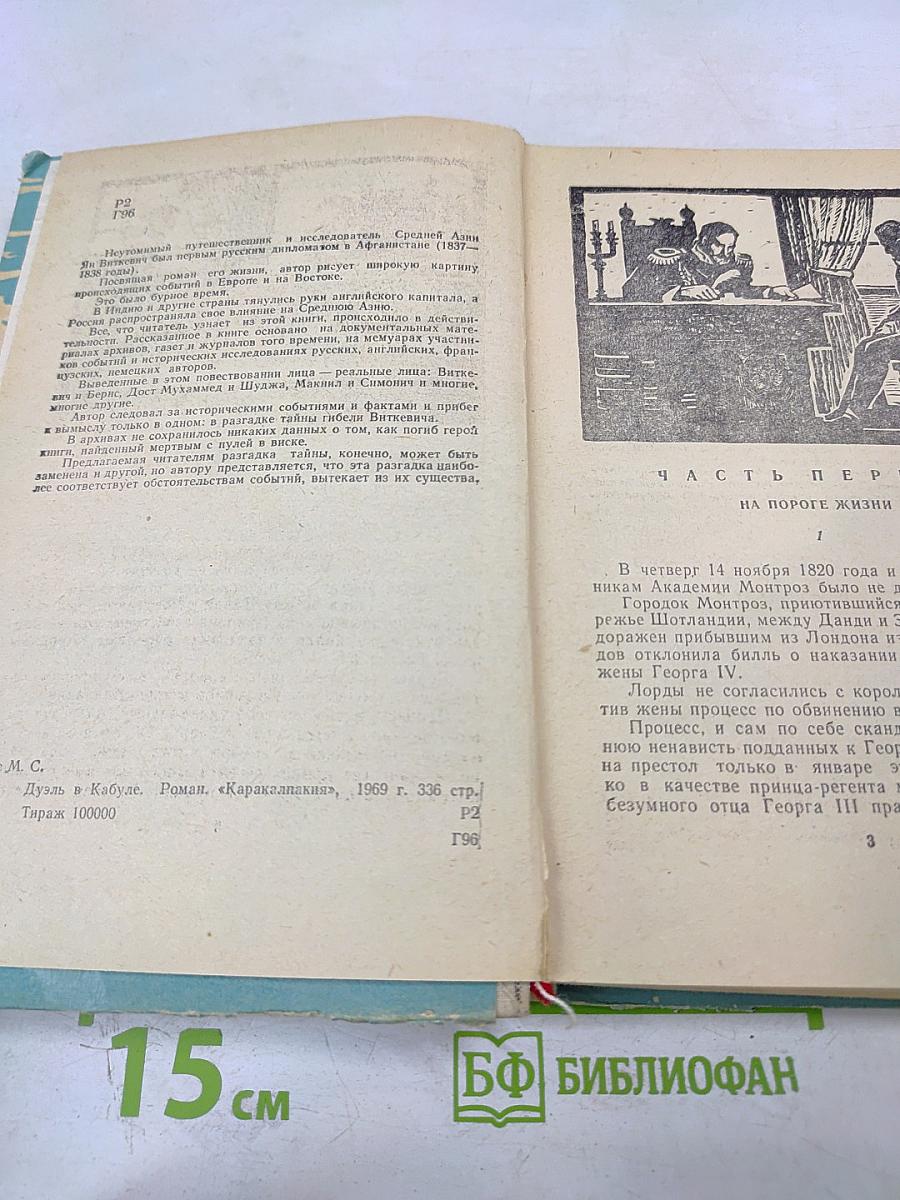 Р2
Г96
Неутомимый путешественник и исследователь Средней Азии
Ян Виткевич был первым русским дипломатом в Афганистане (1837—
1838 годы).
Посвящая роман его жизни, автор рисует широкую картину
происходящих событий в Европе и на Востоке.
Это было бурное время.
В Индию и другие страны тянулись руки английского капитала, а
Россия распространяла свое влияние на Среднюю Азию.
Все, что читатель узнает из этой книги, происходило в действи-
тельности. Рассказанное в книге основано на документальных мате-
риалах архивов, газет и журналов того времени, на мемуарах участни-
ков событий и исторических исследованиях русских, английских, фран-
цузских, немецких авторов.
Выведенные в этом повествовании лица — реальные лица: Витке-
вич и Бернс, Дост Мухаммед и Шуджа, Макнил и Симонич и многие,
многие другие.
Автор следовал за историческими событиями и фактами и прибег
к вымыслу только в одном: в разгадке тайны гибели Виткевича.
В архивах не сохранилось никаких данных о том, как погиб герой
книги, найденный мертвым с пулей в виске.
Предлагаемая читателям разгадка тайны, конечно, может быть
заменена и другой, но автору представляется, что эта разгадка наибо-
лее соответствует обстоятельствам событий, вытекает из их существа.
М. С.
Дуэль в Кабуле. Роман. «Каракалпакия», 1969 г. 336 стр.
Тираж 100000
Р2
Г96
ЧАСТЬ ПЕР
НА ПОРОГЕ ЖИЗНИ
1
В четверг 14 ноября 1820 года и
никам Академии Монтроз было не д
Городок Монтроз, приютившийся
режье Шотландии, между Данди и Э
доражен прибывшим из Лондона из
дов отклонила билль о наказании
жены Георга IV.
Лорды не согласились с корол
тив жены процесс по обвинению в
Процесс, и сам по себе сканд
нюю ненависть подданных к Геор
на престол только в январе э
ко в качестве принца-регента
безумного отца Георга III пра
3
15 см
БФ БИБЛИОФАН